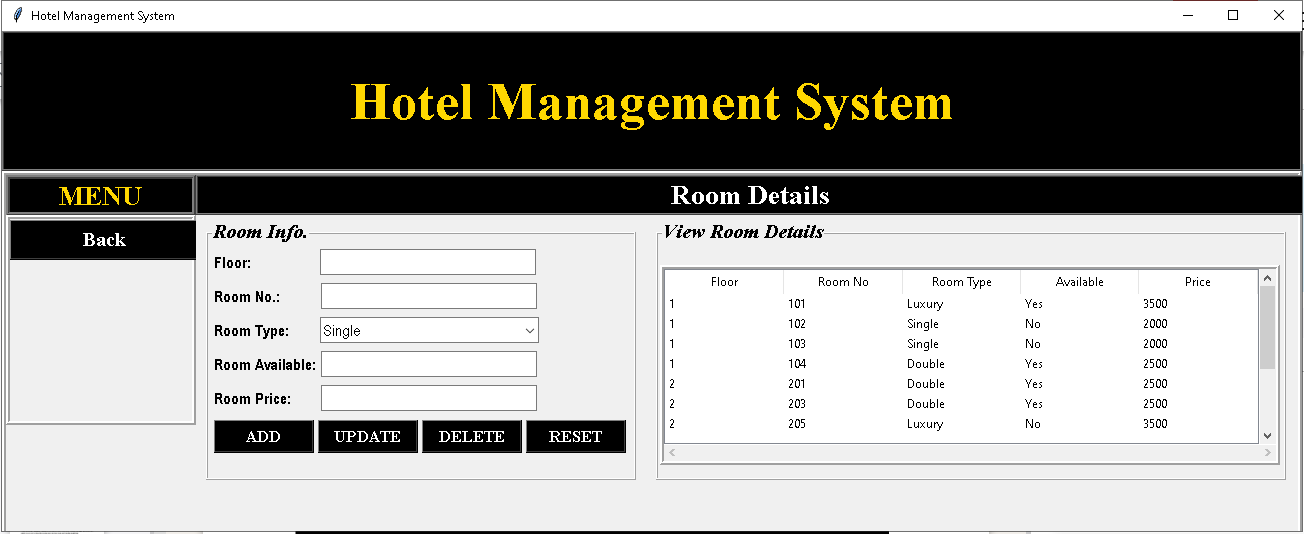 Hotel Management System
Hotel Management System
MENU
Room Details
Back
Room Info.
Floor:
Room No.:
Room Type: Single
Room Available:
Room Price:
ADD UPDATE DELETE RESET
View Room Details
Floor Room No Room Type Available Price
1 101 Luxury Yes 3500
1 102 Single No 2000
1 103 Single No 2000
1 104 Double Yes 2500
2 201 Double Yes 2500
2 203 Double Yes 2500
2 205 Luxury No 3500